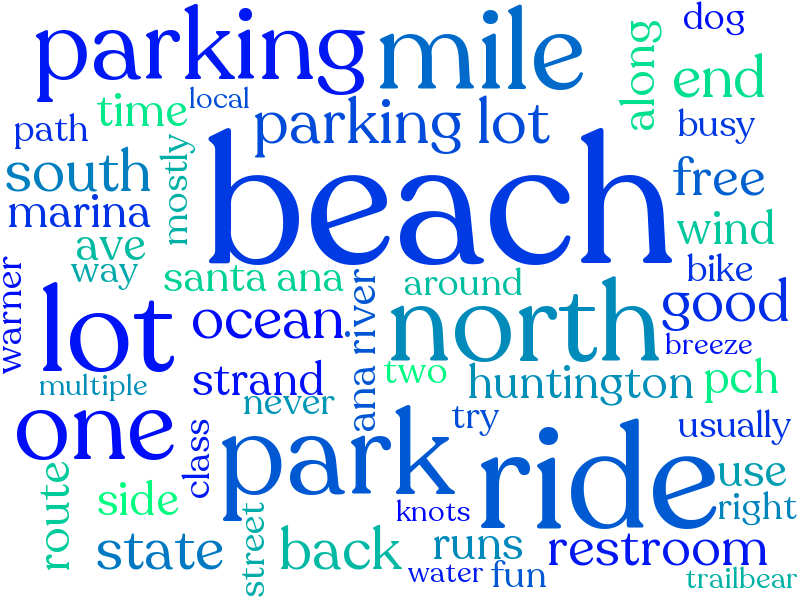 parking
mile
dog
along
end
local
time
parking lot
path
mostly
busy
beach
south
free
marina
wind
ave
way
santa ana
around
bike
warner
lot
ocean
ana river
north
good
breeze
strand
two
huntington
pch
multiple
never
one
park
try
ride
usually
class
route
side
use
right
knots
street
state
back
runs
restroom
water
fun
trailbear